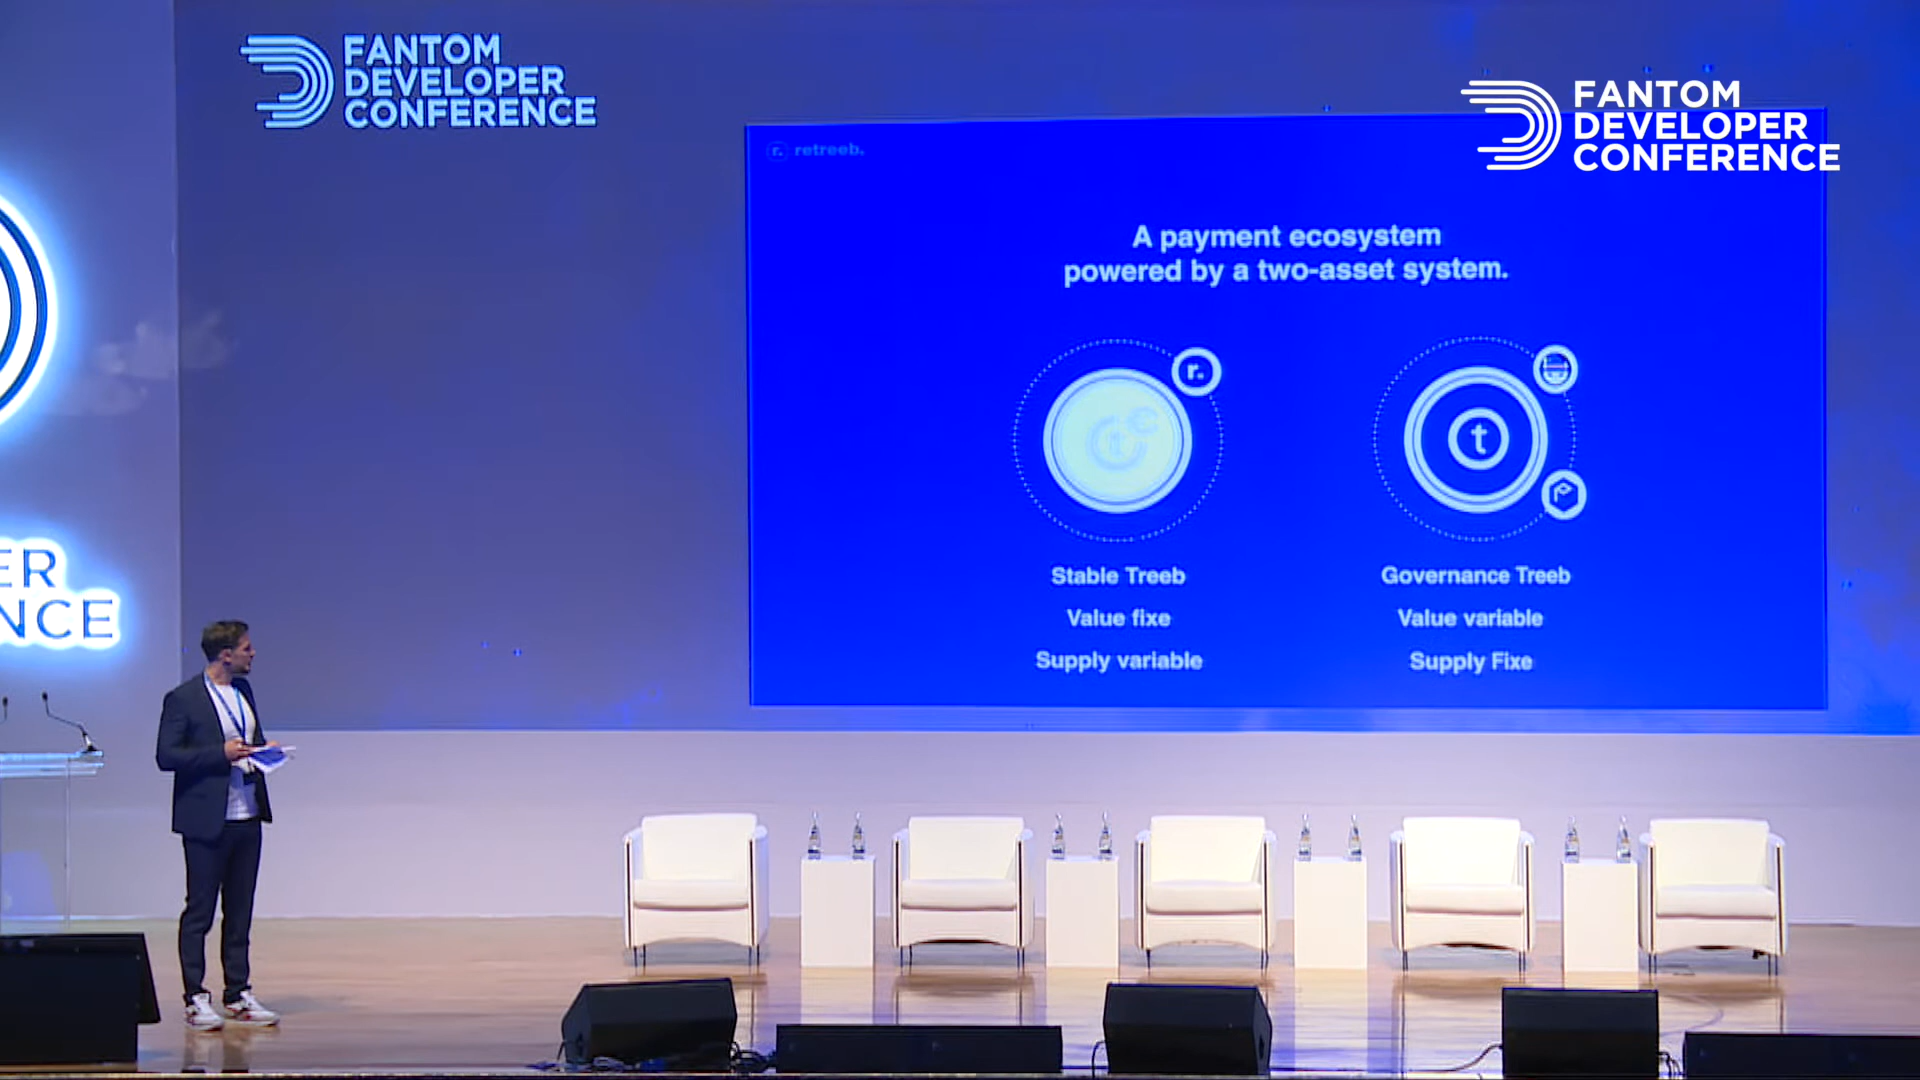 FANTOM
DEVELOPER
CONFERENCE
FANTOM
DEVELOPER
CONFERENCE
r. retreeb.
A payment ecosystem
powered by a two-asset system.
r.
t
t
Stable Treeb
Governance Treeb
Value fixe
Value variable
Supply variable
Supply Fixe
ER
NCE